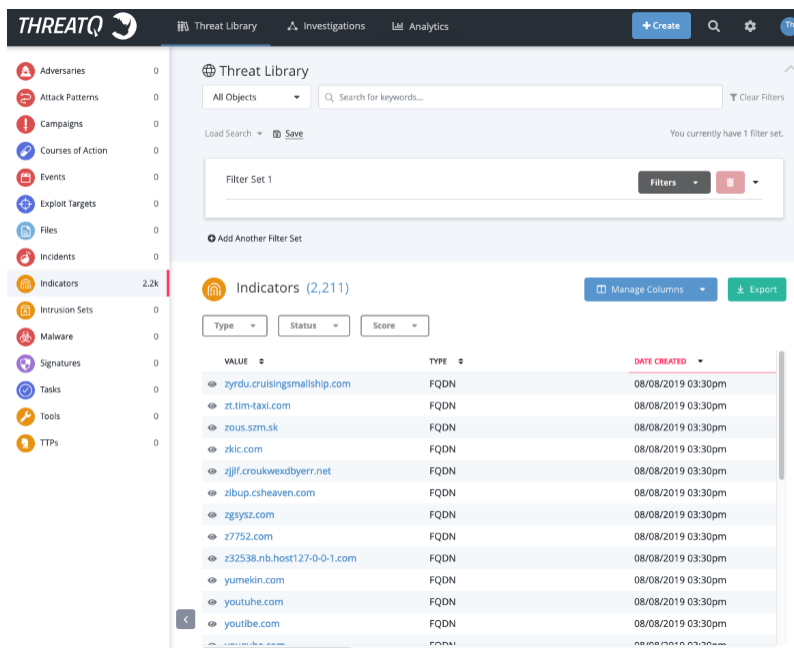 THREATQ
Threat Library
Investigations
Analytics
+ Create
Th
Adversaries 0
Attack Patterns 0
Campaigns 0
Courses of Action 0
Events 0
Exploit Targets 0
Files 0
Incidents 0
Indicators 2.2k
Intrusion Sets 0
Malware 0
Signatures 0
Tasks 0
Tools 0
TTPs 0
Threat Library
All Objects
Search for keywords...
Clear Filters
Load Search
Save
You currently have 1 filter set.
Filter Set 1
Filters
Add Another Filter Set
Indicators (2,211)
Manage Columns
Export
Type
Status
Score
VALUE TYPE DATE CREATED
zyrdu.cruisingsmallship.com FQDN 08/08/2019 03:30pm
zt.tim-taxi.com FQDN 08/08/2019 03:30pm
zous.szm.sk FQDN 08/08/2019 03:30pm
zkic.com FQDN 08/08/2019 03:30pm
zjjlf.croukwexdbyerr.net FQDN 08/08/2019 03:30pm
zibup.csheaven.com FQDN 08/08/2019 03:30pm
zgsysz.com FQDN 08/08/2019 03:30pm
z7752.com FQDN 08/08/2019 03:30pm
z32538.nb.host127-0-0-1.com FQDN 08/08/2019 03:30pm
yumekin.com FQDN 08/08/2019 03:30pm
youtuhe.com FQDN 08/08/2019 03:30pm
youtibe.com FQDN 08/08/2019 03:30pm
FQDN 08/08/2019 03:30pm